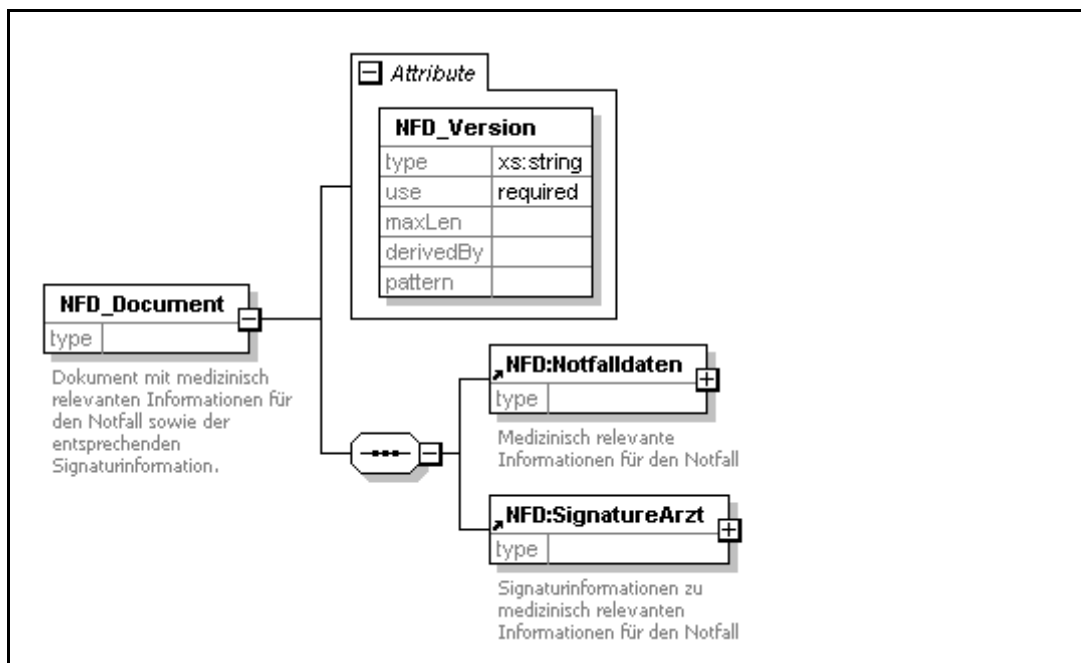 Attribute
NFD_Version
type xs:string
use required
maxLen
derivedBy
pattern
NFD_Document
type
Dokument mit medizinisch
relevanten Informationen für
den Notfall sowie der
entsprechenden
Signaturinformation.
NFD:Notfalldaten
type
Medizinisch relevante
Informationen für den Notfall
NFD:SignatureArzt
type
Signaturinformationen zu
medizinisch relevanten
Informationen für den Notfall